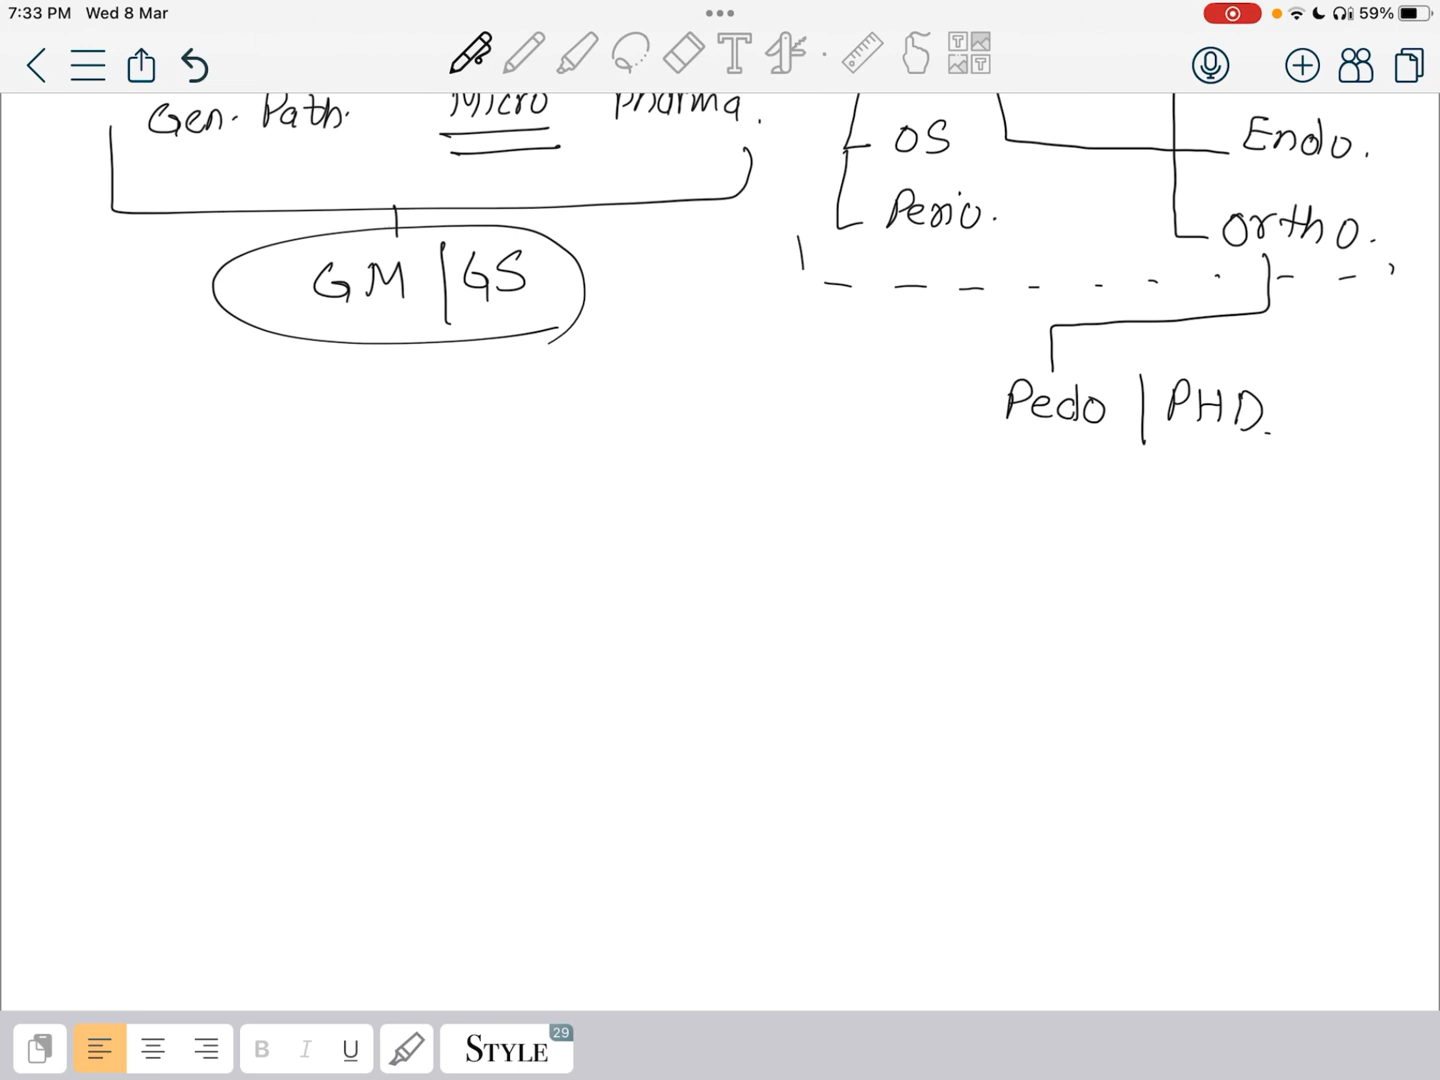 7:33 PM Wed 8 Mar
59%
T
T
T
Gen. Path. Micro Pharma.
OS
Endo.
Perio.
Ortho.
GM | GS
Pedo | PHD.
B I U
STYLE
29